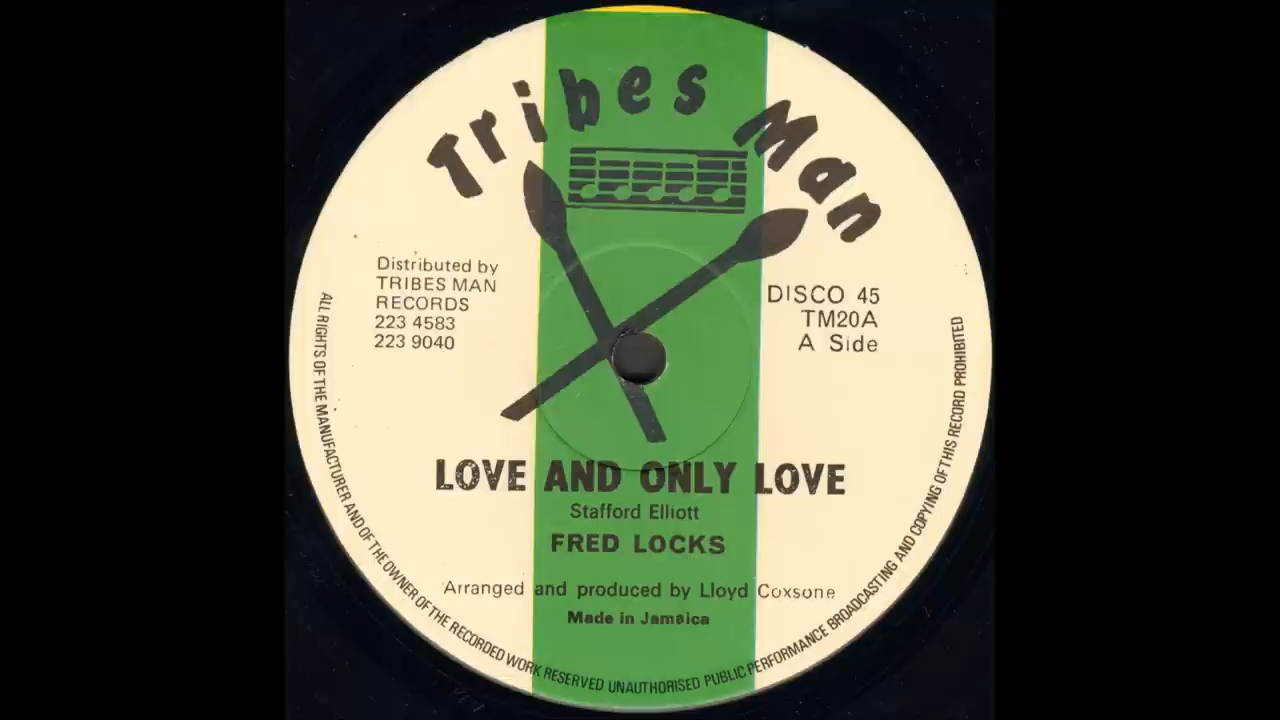 Tribes Man
Distributed by
TRIBES MAN
RECORDS
223 4583
223 9040
DISCO 45
TM20A
A Side
LOVE AND ONLY LOVE
Stafford Elliott
FRED LOCKS
Arranged and produced by Lloyd Coxsone
Made in Jamaica
ALL RIGHTS OF THE MANUFACTURER AND OF THE OWNER OF THE RECORDED WORK RESERVED UNAUTHORISED PUBLIC PERFORMANCE BROADCASTING AND COPYING OF THIS RECORD PROHIBITED